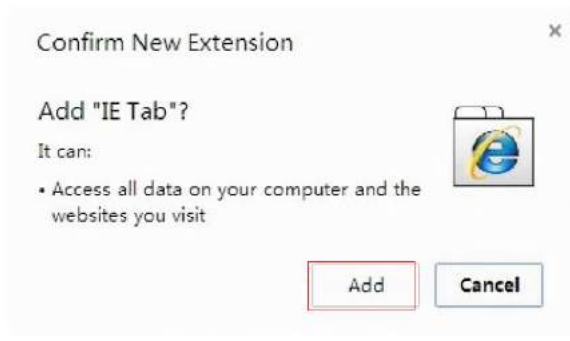 Confirm New Extension
Add "IE Tab"?
It can:
• Access all data on your computer and the
websites you visit
Add
Cancel